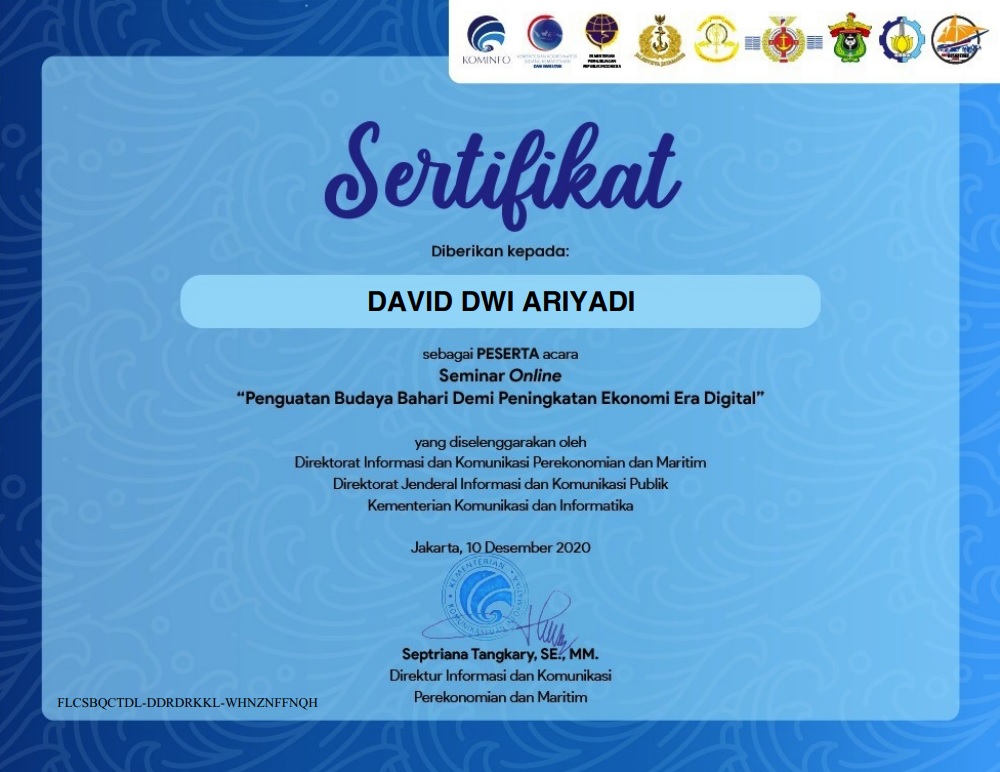 KOMINFO
Sertifikat
Diberikan kepada:
DAVID DWI ARIYADI
sebagai PESERTA acara
Seminar Online
“Penguatan Budaya Bahari Demi Peningkatan Ekonomi Era Digital”
yang diselenggarakan oleh
Direktorat Informasi dan Komunikasi Perekonomian dan Maritim
Direktorat Jenderal Informasi dan Komunikasi Publik
Kementerian Komunikasi dan Informatika
Jakarta, 10 Desember 2020
KEMENTERIAN
Septriana Tangkary, SE., MM.
Direktur Informasi dan Komunikasi
Perekonomian dan Maritim
FLCSBQCTDL-DDRDRKKL-WHNZNFFNQH